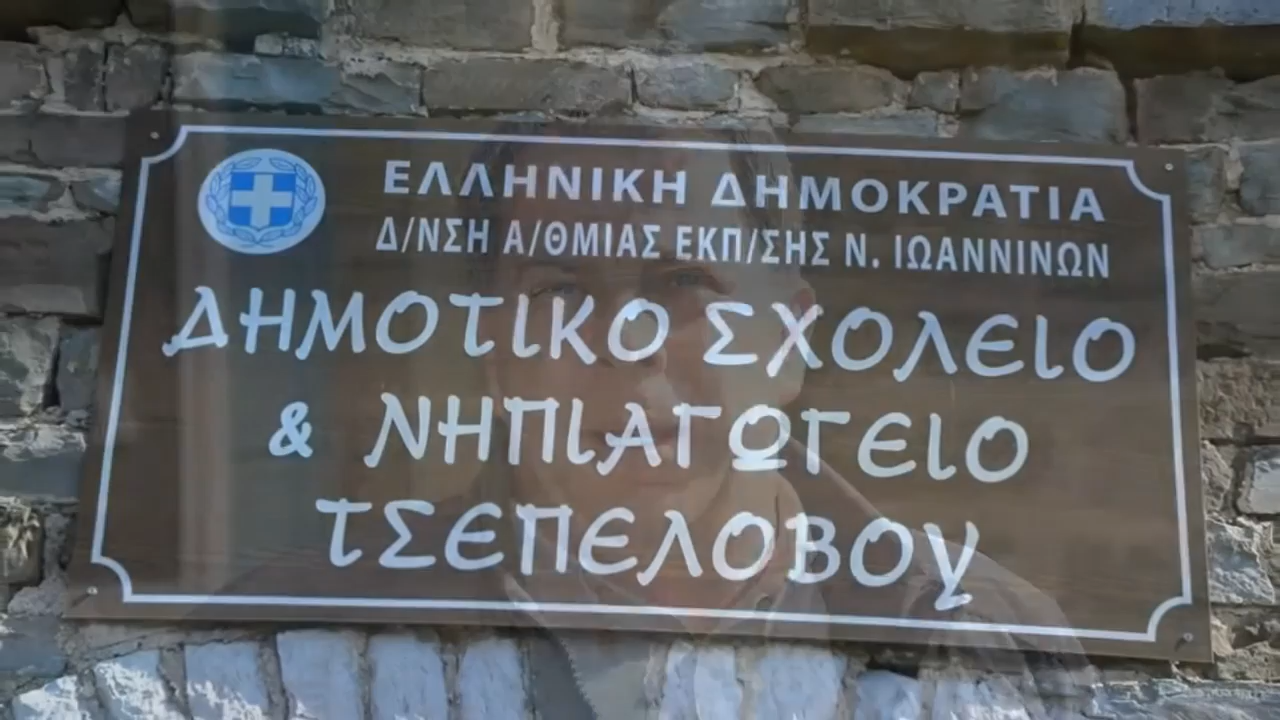 ΕΛΛΗΝΙΚΗ ΔΗΜΟΚΡΑΤΙΑ
Δ/ΝΣΗ Α/ΘΜΙΑΣ ΕΚΠ/ΣΗΣ Ν. ΙΩΑΝΝΙΝΩΝ
ΔΗΜΟΤΙΚΟ ΣΧΟΛΕΙΟ
& ΝΗΠΙΑΓΩΓΕΙΟ
ΤΣΕΠΕΛΟΒΟΥ